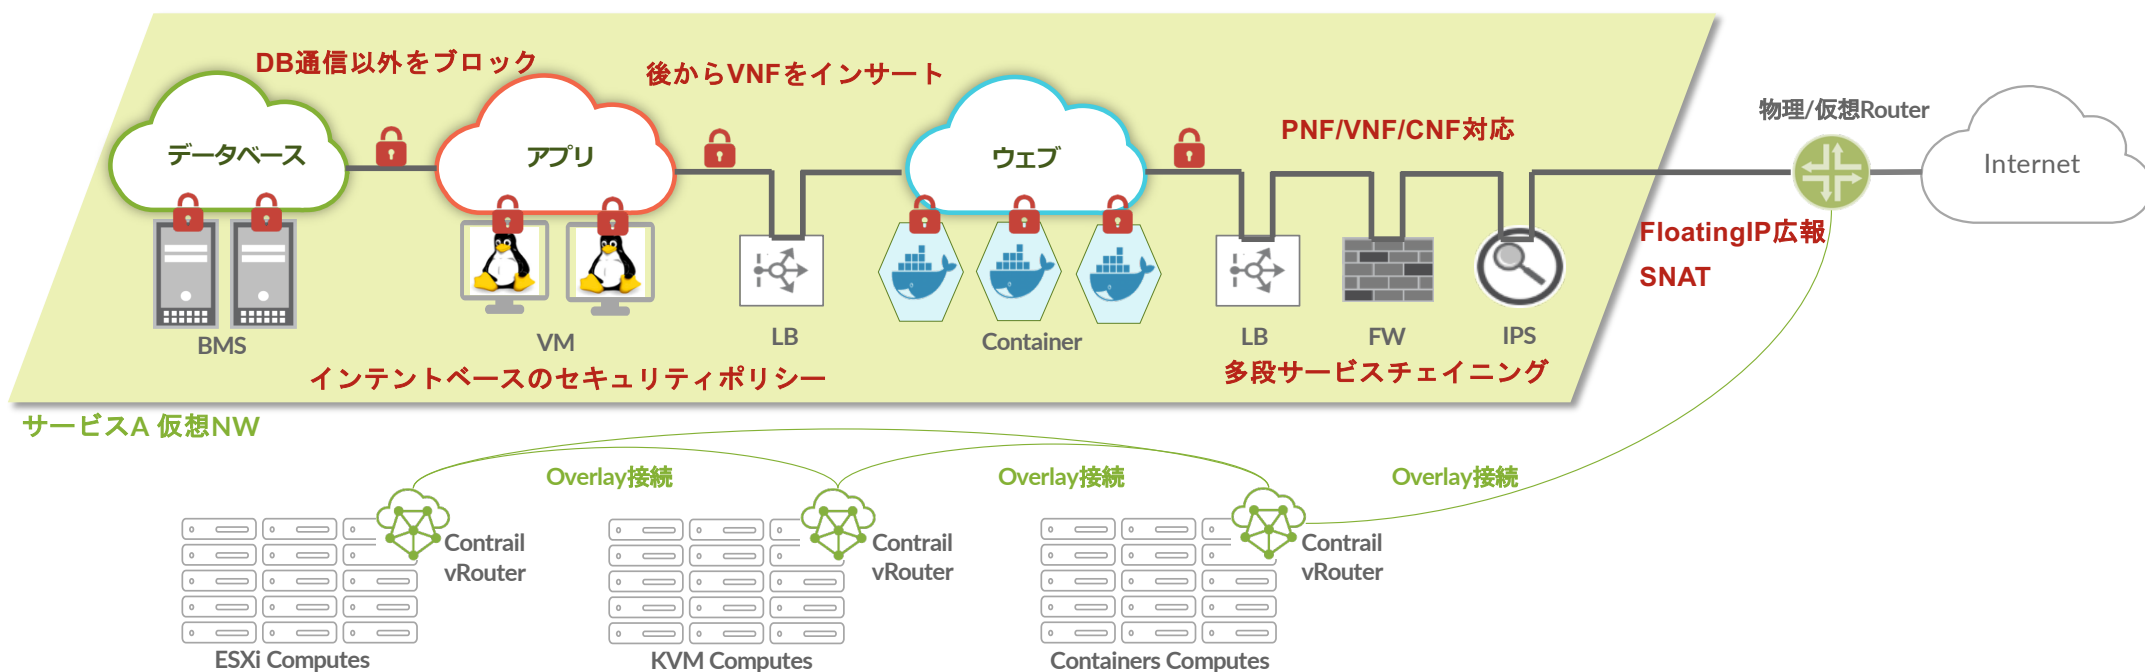 DB通信以外をブロック
後からVNFをインサート
PNF/VNF/CNF対応
物理/仮想Router
データベース
アプリ
ウェブ
Internet
FloatingIP広報
SNAT
BMS
VM
LB
Container
LB
FW
IPS
インテントベースのセキュリティポリシー
多段サービスチェイニング
サービスA 仮想NW
Overlay接続
Overlay接続
Overlay接続
Contrail
vRouter
Contrail
vRouter
Contrail
vRouter
ESXi Computes
KVM Computes
Containers Computes